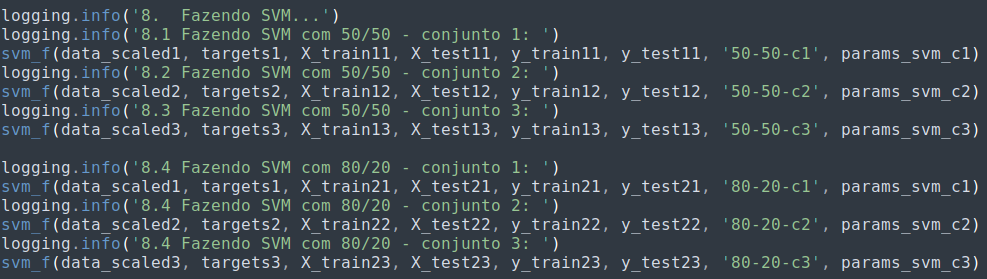 logging.info('8.  Fazendo SVM...')
logging.info('8.1 Fazendo SVM com 50/50 - conjunto 1: ')
svm_f(data_scaled1, targets1, X_train11, X_test11, y_train11, y_test11, '50-50-c1', params_svm_c1)
logging.info('8.2 Fazendo SVM com 50/50 - conjunto 2: ')
svm_f(data_scaled2, targets2, X_train12, X_test12, y_train12, y_test12, '50-50-c2', params_svm_c2)
logging.info('8.3 Fazendo SVM com 50/50 - conjunto 3:  ')
svm_f(data_scaled3, targets3, X_train13, X_test13, y_train13, y_test13, '50-50-c3', params_svm_c3)

logging.info('8.4 Fazendo SVM com 80/20 - conjunto 1:  ')
svm_f(data_scaled1, targets1, X_train21, X_test21, y_train21, y_test21, '80-20-c1', params_svm_c1)
logging.info('8.4 Fazendo SVM com 80/20 - conjunto 2: ')
svm_f(data_scaled2, targets2, X_train22, X_test22, y_train22, y_test22, '80-20-c2', params_svm_c2)
logging.info('8.4 Fazendo SVM com 80/20 - conjunto 3: ')
svm_f(data_scaled3, targets3, X_train23, X_test23, y_train23, y_test23, '80-20-c3', params_svm_c3)